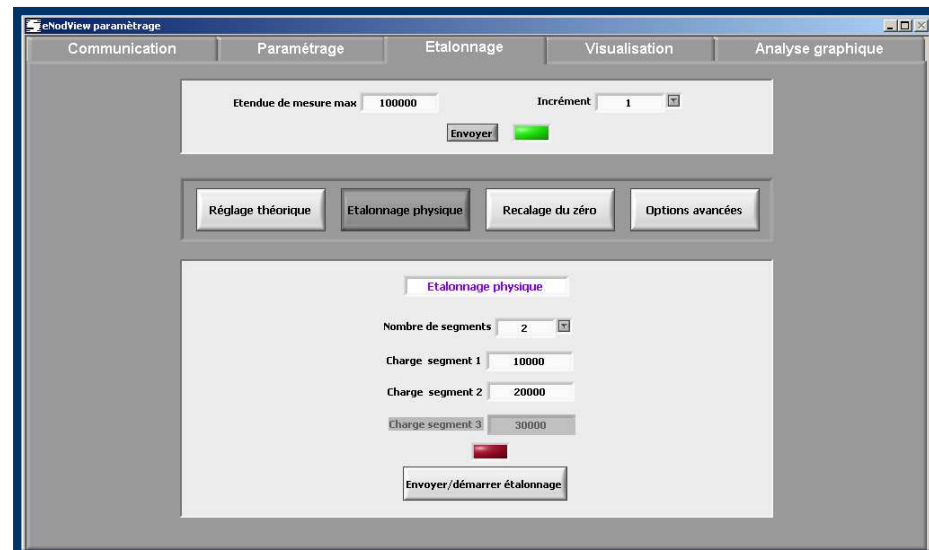 eNodView paramètrage
Communication Paramétrage Etalonnage Visualisation Analyse graphique
Etendue de mesure max 100000 Incrément 1
Envoyer
Réglage théorique Etalonnage physique Recalage du zéro Options avancées
Etalonnage physique
Nombre de segments 2
Charge segment 1 10000
Charge segment 2 20000
Charge segment 3 30000
Envoyer/démarrer étalonnage